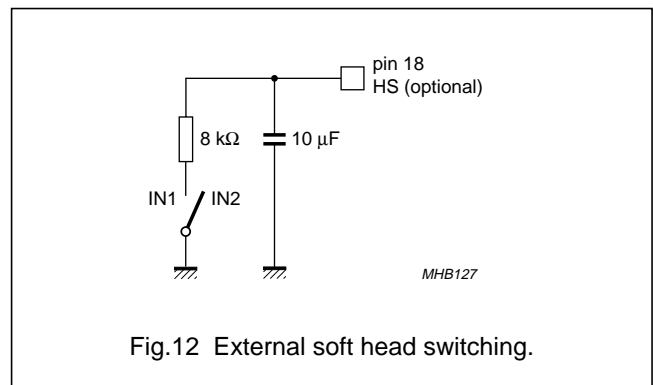 pin 18
HS (optional)
8 kΩ
10 μF
IN1
IN2
MHB127
Fig.12 External soft head switching.